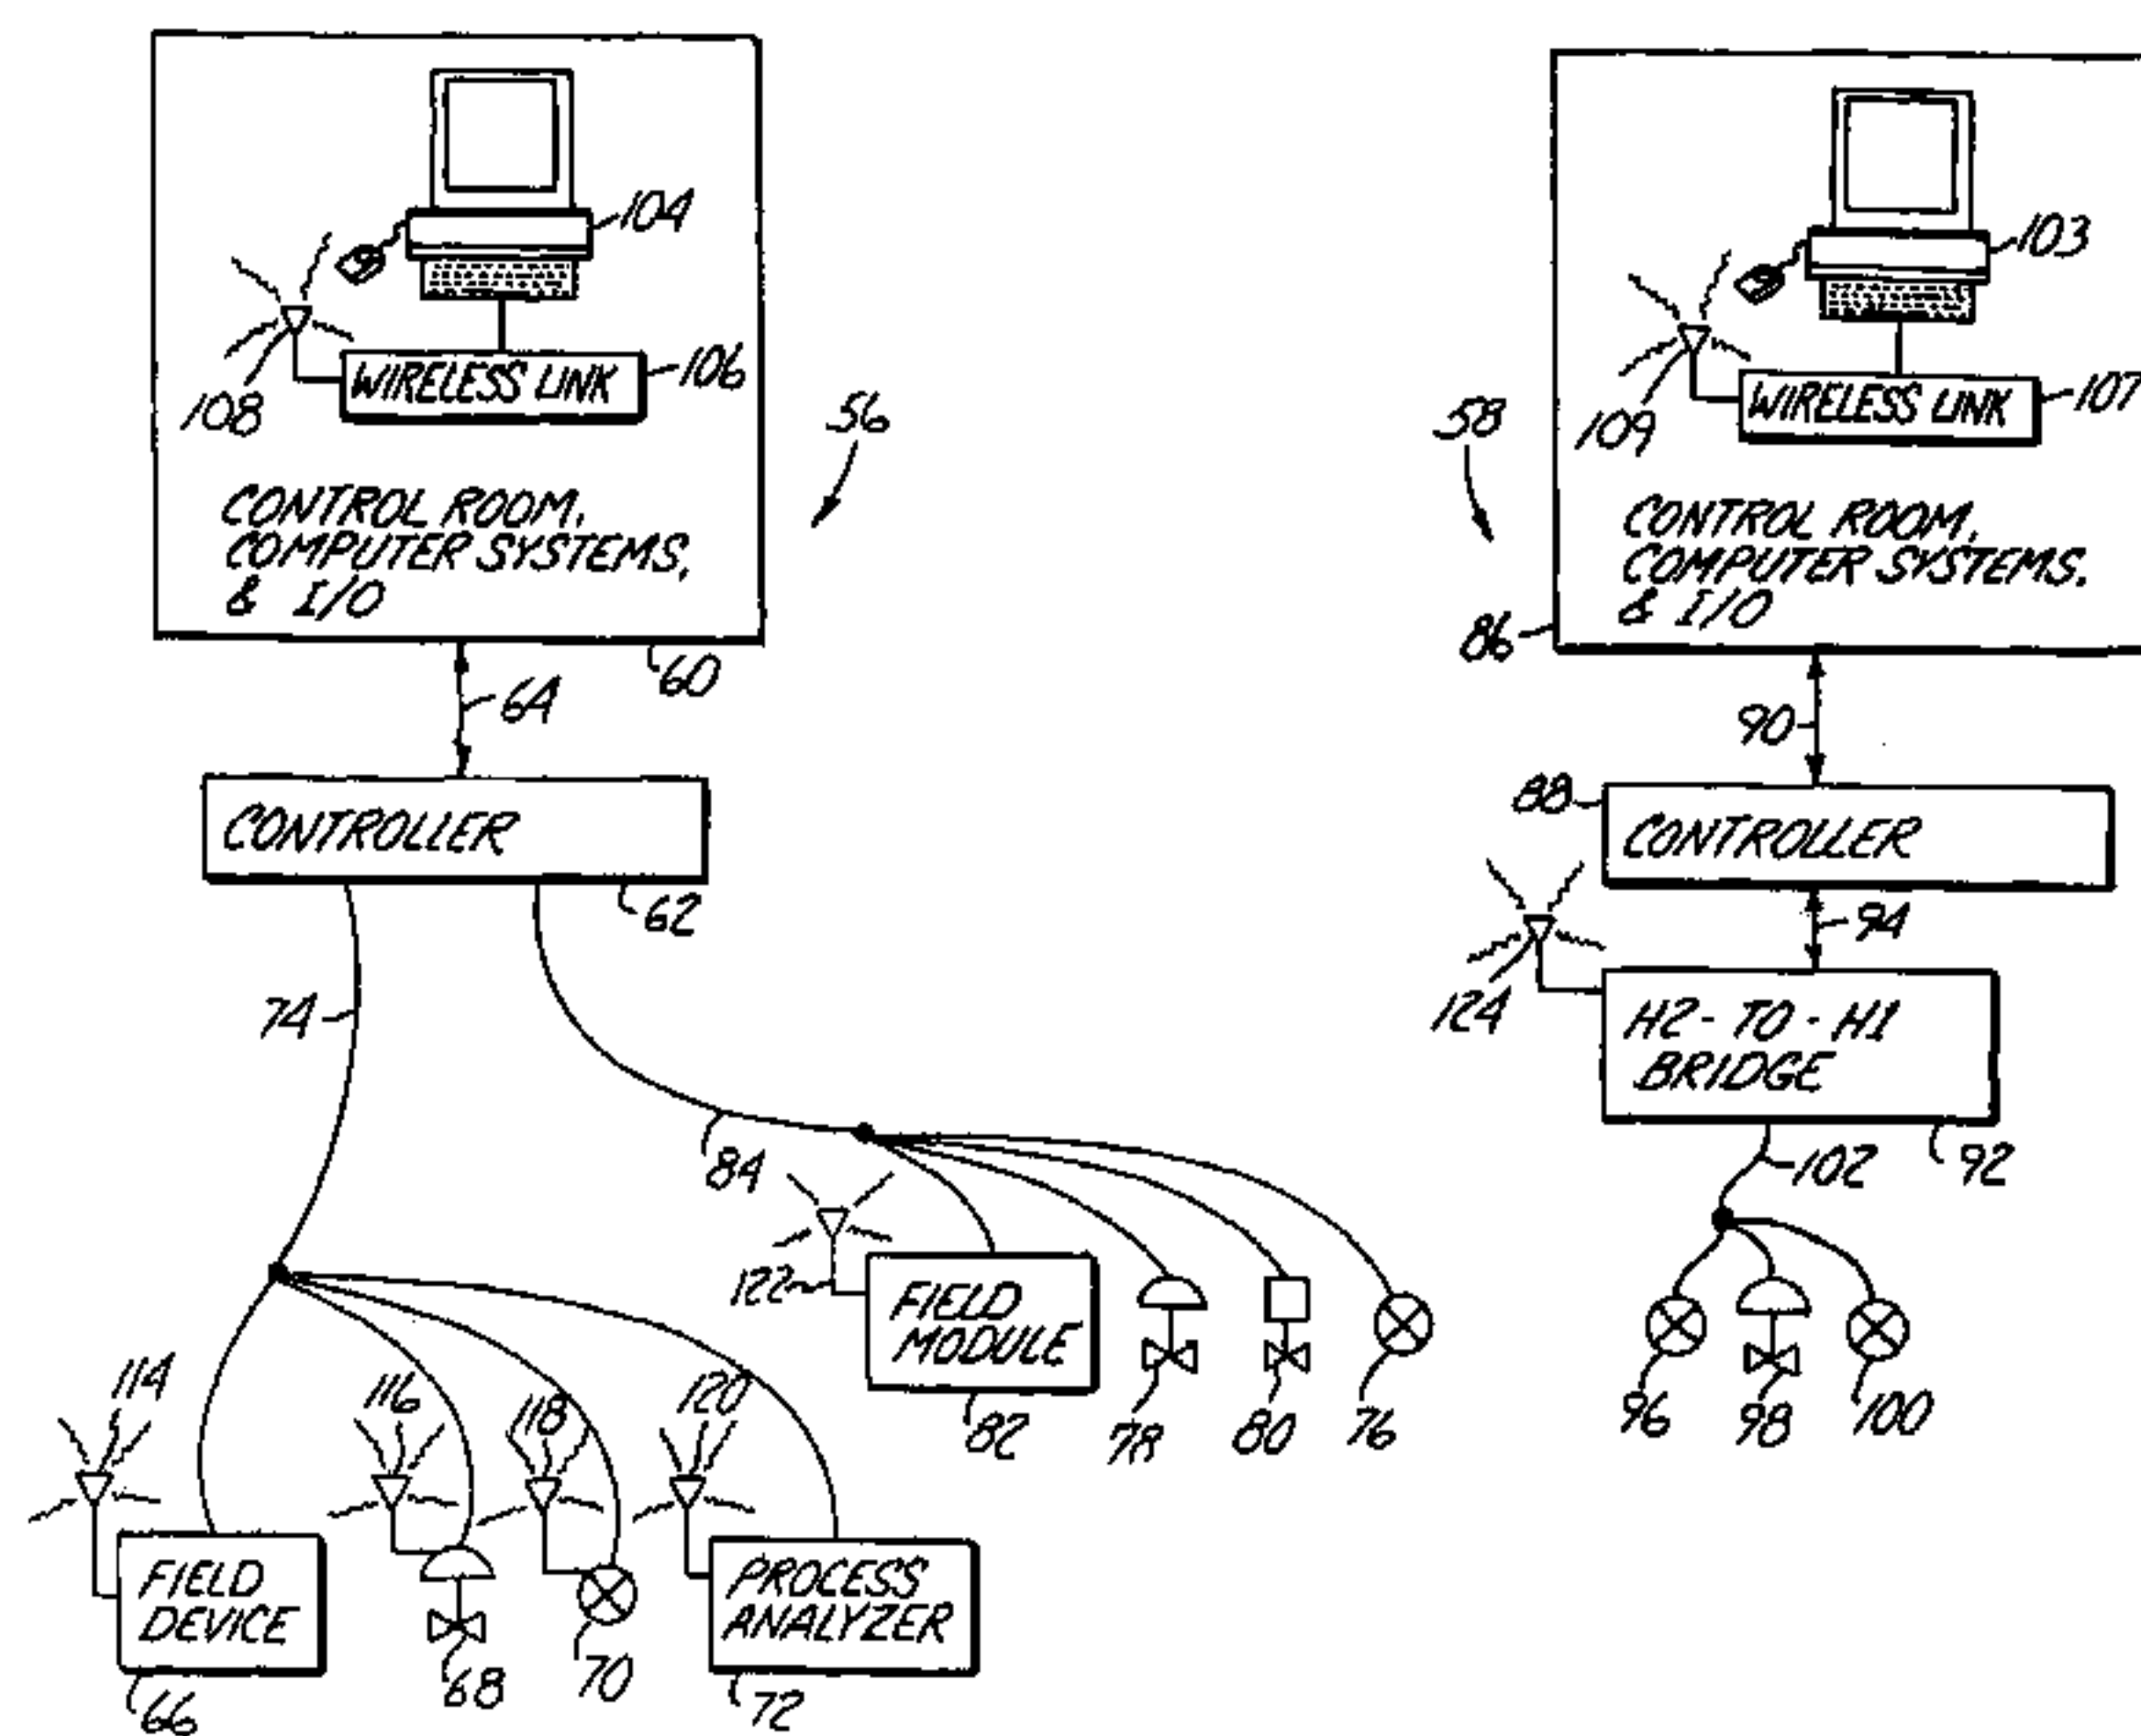 104
106
WIRELESS LINK
108
CONTROL ROOM,
COMPUTER SYSTEMS,
& I/O
56
60
64
CONTROLLER
62
74
84
122
FIELD
MODULE
82
78
80
76
114
116
118
120
FIELD
DEVICE
66
68
70
PROCESS
ANALYZER
72
103
107
WIRELESS LINK
109
58
CONTROL ROOM,
COMPUTER SYSTEMS,
& I/O
86
90
88
CONTROLLER
94
124
H2-TO-H1
BRIDGE
102
92
96
98
100